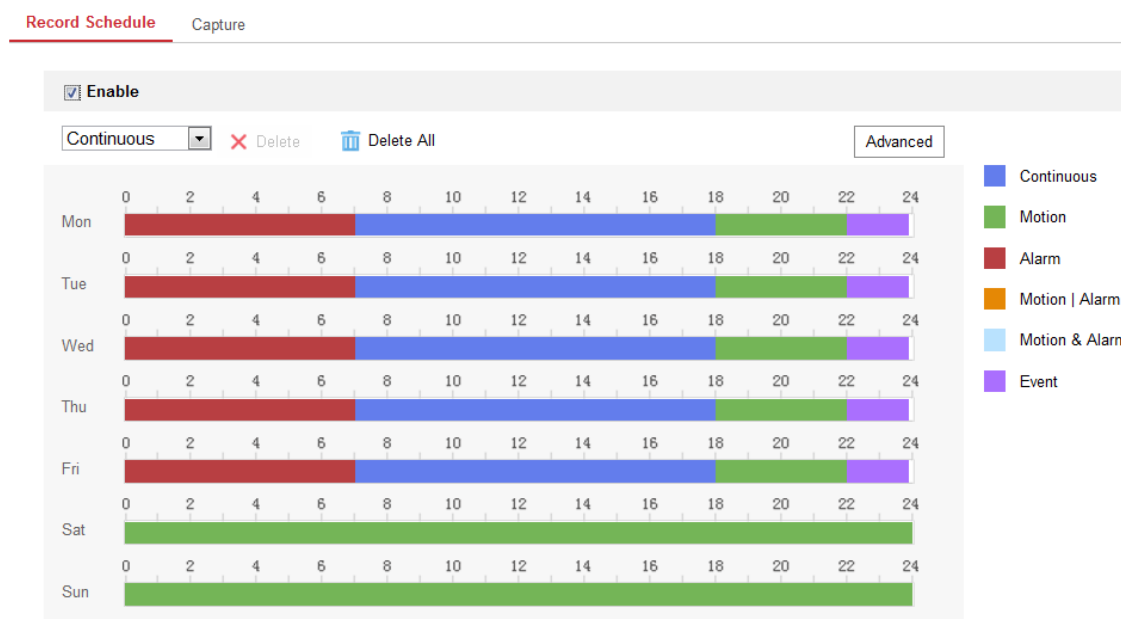 Record Schedule Capture
Enable
Continuous Delete Delete All Advanced
0 2 4 6 8 10 12 14 16 18 20 22 24
Mon
0 2 4 6 8 10 12 14 16 18 20 22 24
Tue
0 2 4 6 8 10 12 14 16 18 20 22 24
Wed
0 2 4 6 8 10 12 14 16 18 20 22 24
Thu
0 2 4 6 8 10 12 14 16 18 20 22 24
Fri
0 2 4 6 8 10 12 14 16 18 20 22 24
Sat
0 2 4 6 8 10 12 14 16 18 20 22 24
Sun
Continuous
Motion
Alarm
Motion | Alarm
Motion & Alarm
Event